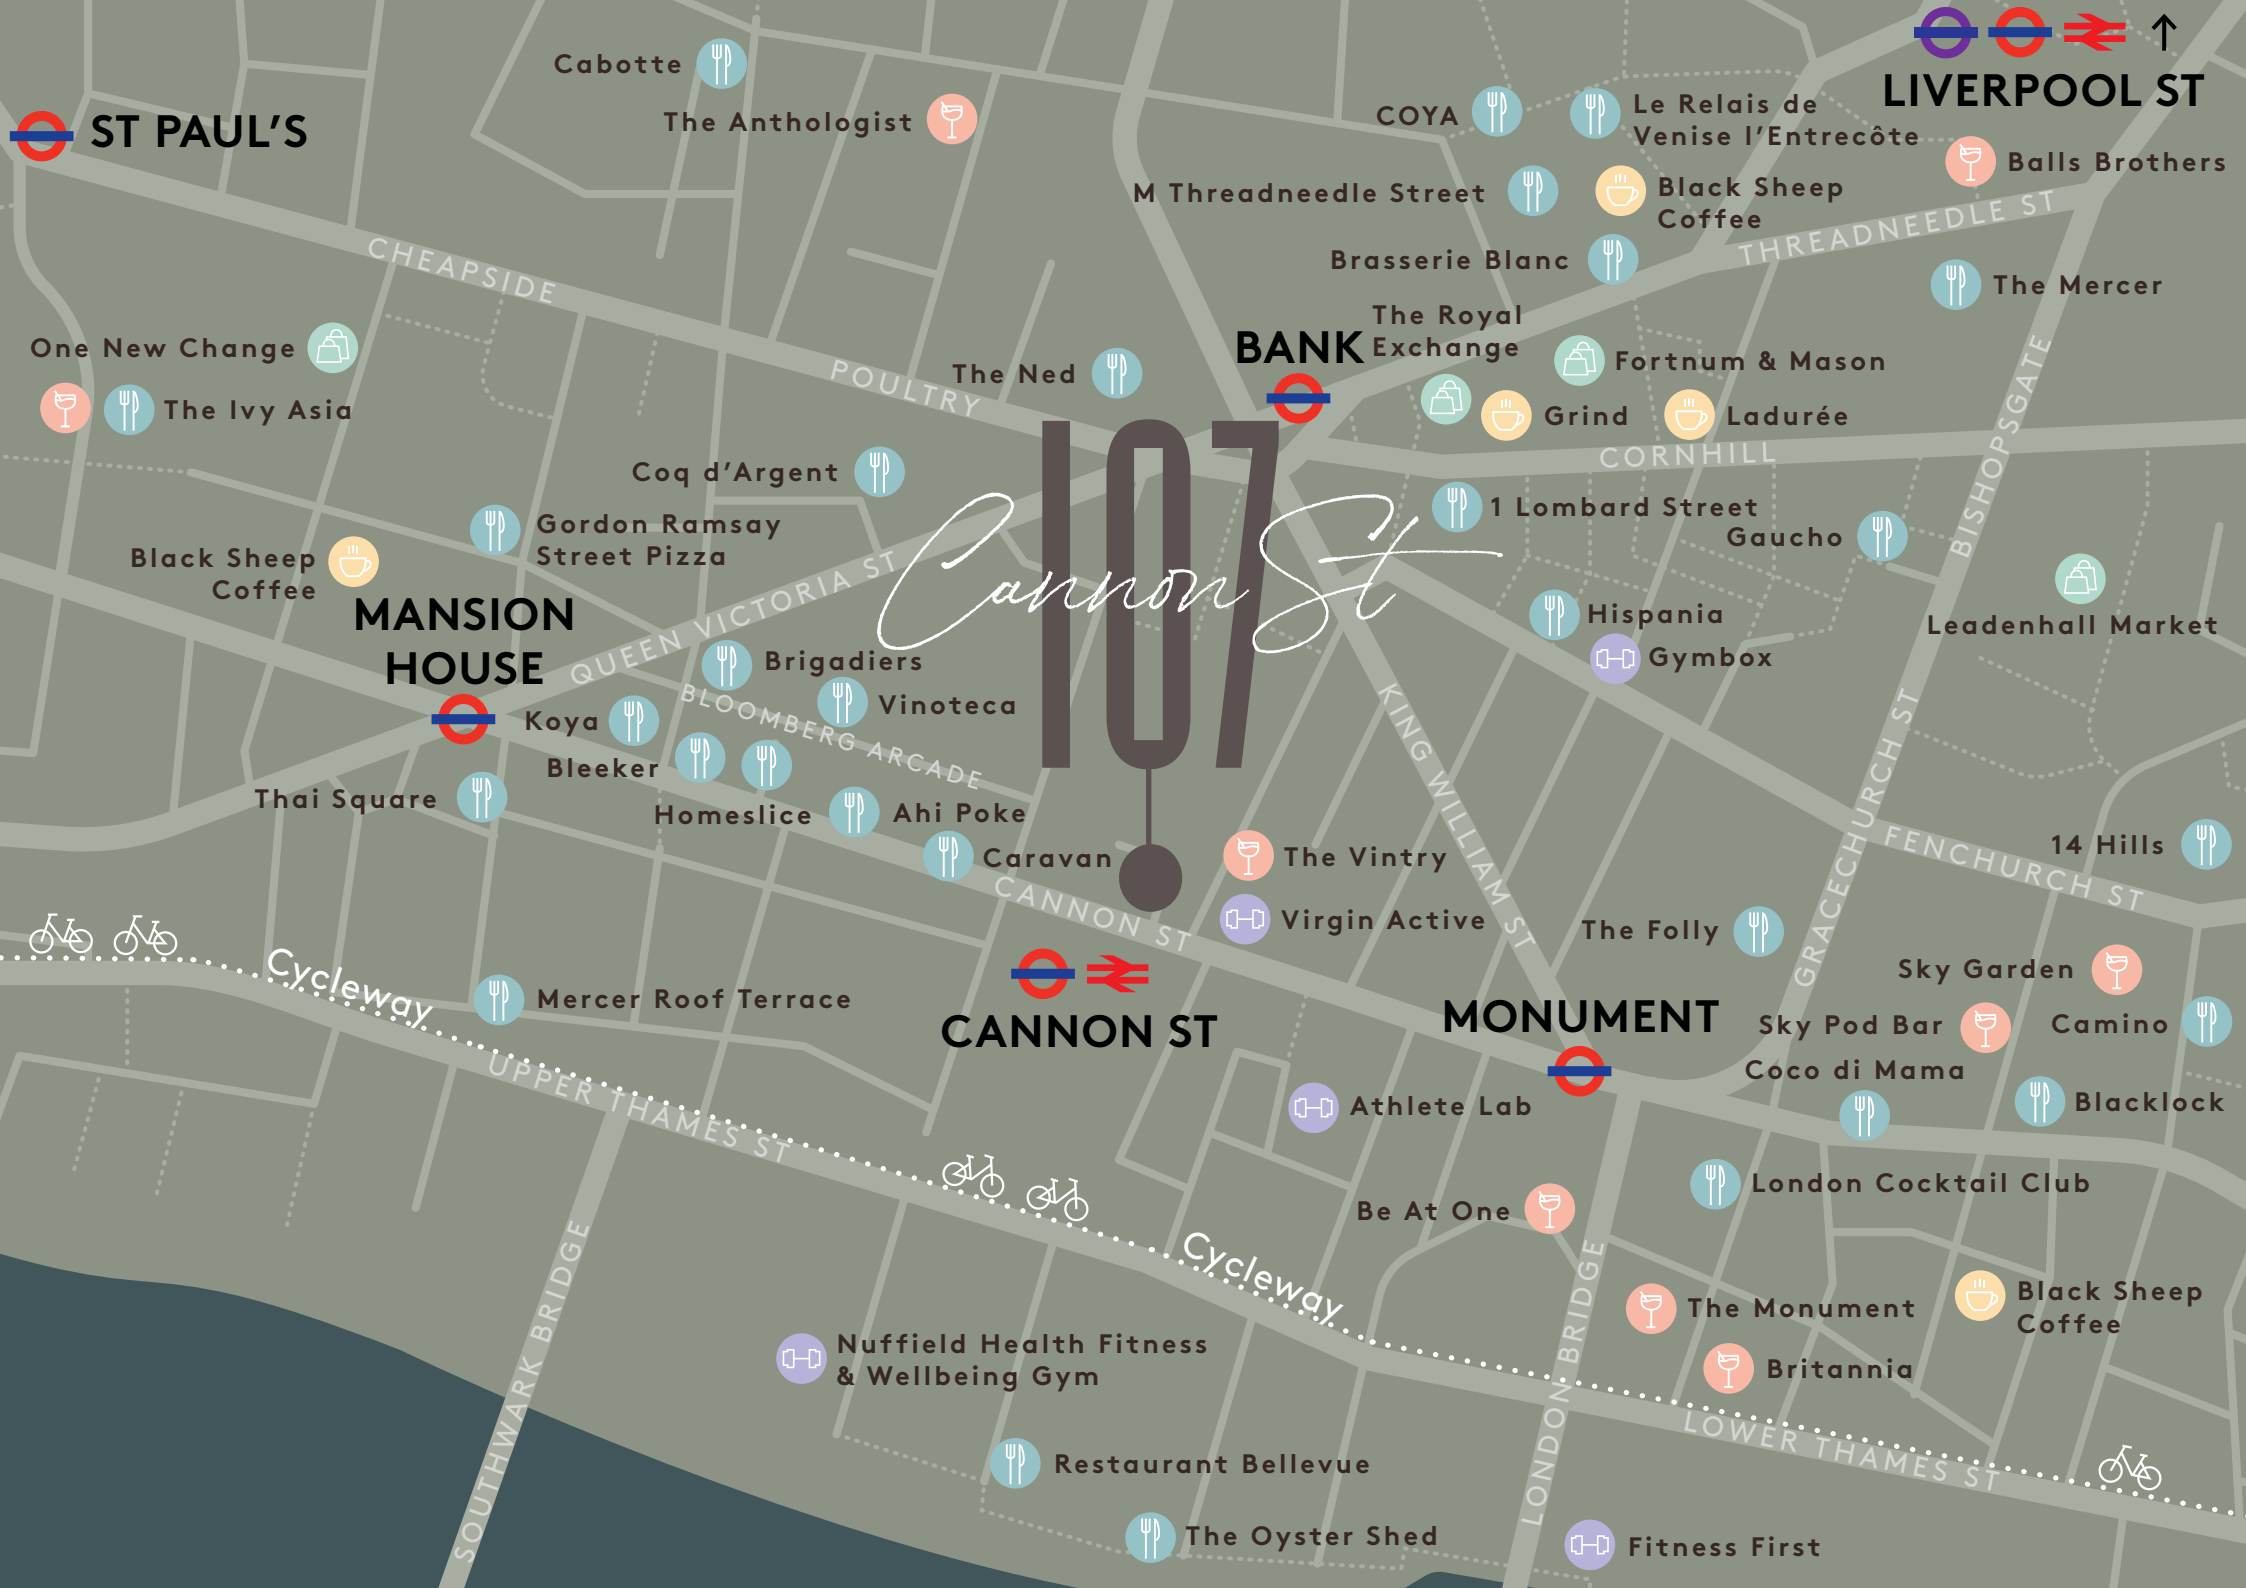 LIVERPOOL ST
Cabotte
The Anthologist
ST PAUL'S
COYA
Le Relais de
Venise l'Entrecôte
Balls Brothers
M Threadneedle Street
Black Sheep
Coffee
THREADNEEDLE ST
CHEAPSIDE
Brasserie Blanc
The Mercer
The Royal
Exchange
BANK
One New Change
Fortnum & Mason
The Ned
POULTRY
The Ivy Asia
Grind
Ladurée
CORNHILL
BISHOPSGATE
Coq d'Argent
107
Cannon St
1 Lombard Street
Gordon Ramsay
Street Pizza
Gaucho
Black Sheep
Coffee
QUEEN VICTORIA ST
MANSION
HOUSE
Hispania
Leadenhall Market
Gymbox
Brigadiers
Vinoteca
BLOOMBERG ARCADE
Koya
Bleeker
Thai Square
Homeslice
Ahi Poke
Caravan
KING WILLIAM ST
GRACECHURCH ST
FENCHURCH ST
14 Hills
The Vintry
CANNON ST
Virgin Active
The Folly
Sky Garden
Cycleway
Mercer Roof Terrace
CANNON ST
MONUMENT
Sky Pod Bar
Camino
Coco di Mama
UPPER THAMES ST
Athlete Lab
Blacklock
London Cocktail Club
Be At One
Cycleway
SOUTHWARK BRIDGE
LONDON BRIDGE
The Monument
Black Sheep
Coffee
Nuffield Health Fitness
& Wellbeing Gym
Britannia
LOWER THAMES ST
Restaurant Bellevue
The Oyster Shed
Fitness First